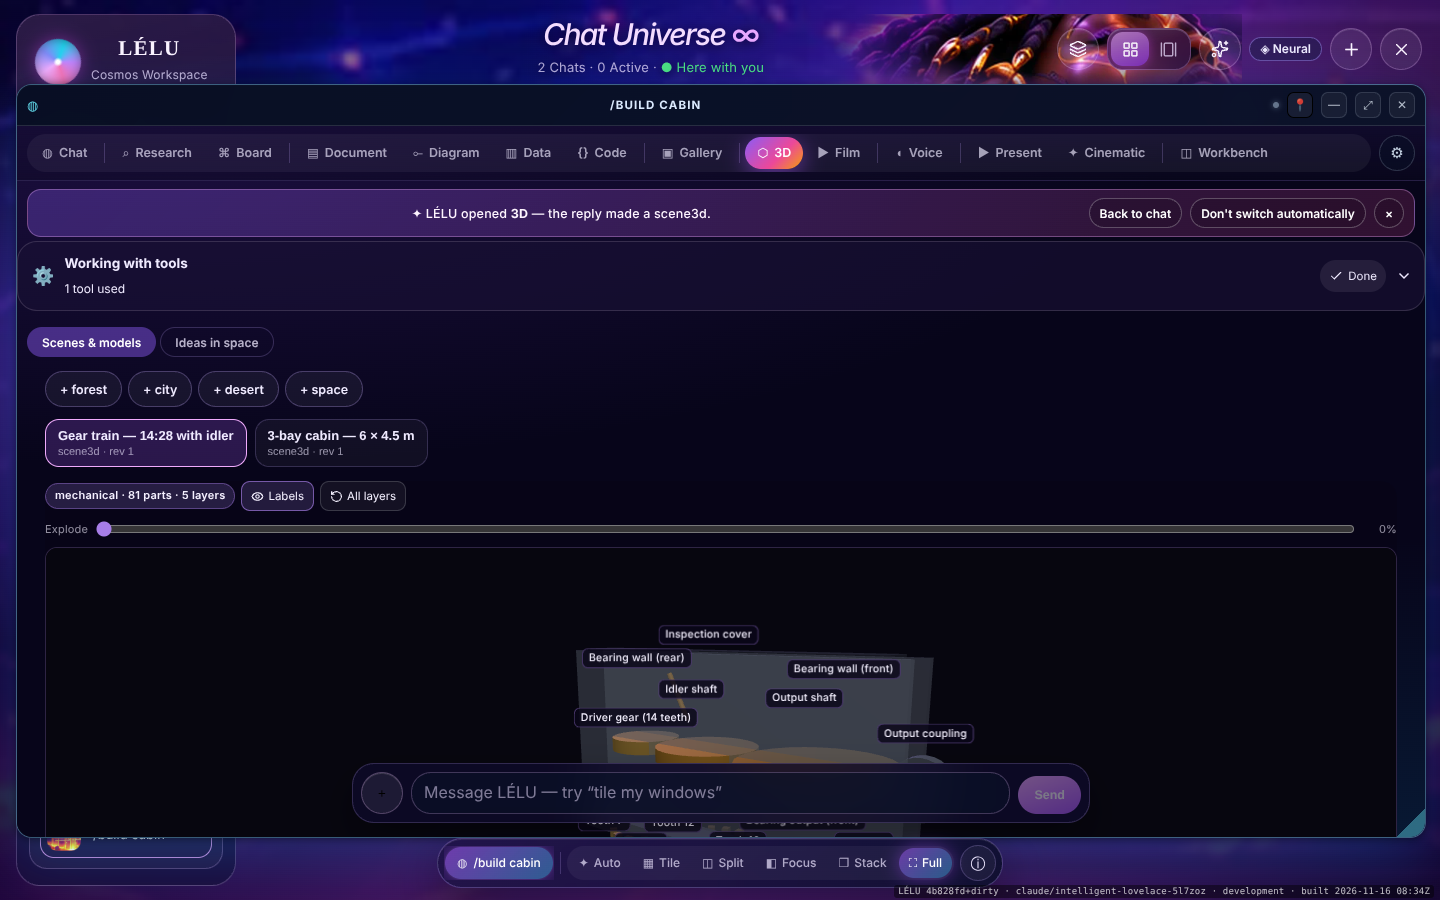 LÉLU
Cosmos Workspace
Chat Universe ∞
2 Chats · 0 Active · ● Here with you
◈ Neural
/BUILD CABIN
Chat
Research
Board
Document
Diagram
Data
{} Code
Gallery
3D
Film
Voice
Present
Cinematic
Workbench
✦ LÉLU opened 3D — the reply made a scene3d.
Back to chat
Don't switch automatically
×
Working with tools
1 tool used
Done
Scenes & models
Ideas in space
+ forest
+ city
+ desert
+ space
Gear train — 14:28 with idler
scene3d · rev 1
3-bay cabin — 6 × 4.5 m
scene3d · rev 1
mechanical · 81 parts · 5 layers
Labels
All layers
Explode
0%
Inspection cover
Bearing wall (rear)
Bearing wall (front)
Idler shaft
Output shaft
Driver gear (14 teeth)
Output coupling
Message LÉLU — try “tile my windows”
Send
/build cabin
/build cabin
Auto
Tile
Split
Focus
Stack
Full
LÉLU 4b828fd+dirty · claude/intelligent-lovelace-5l7zoz · development · built 2026-11-16 08:34Z